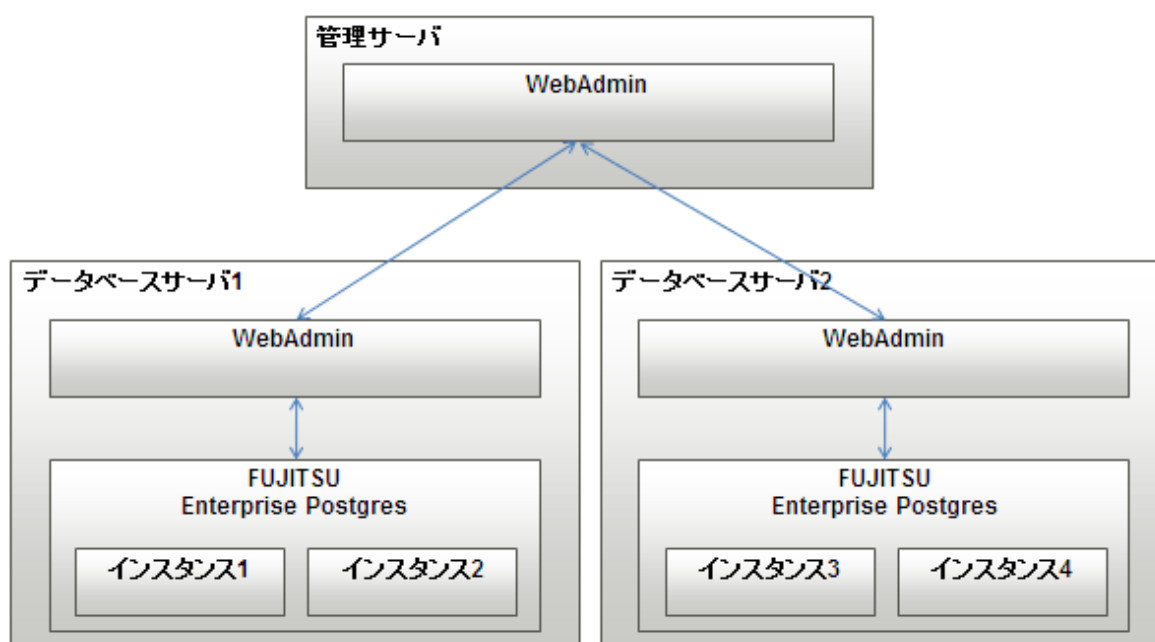 管理サーバ
WebAdmin
データベースサーバ1
WebAdmin
FUJITSU
Enterprise Postgres
インスタンス1
インスタンス2
データベースサーバ2
WebAdmin
FUJITSU
Enterprise Postgres
インスタンス3
インスタンス4